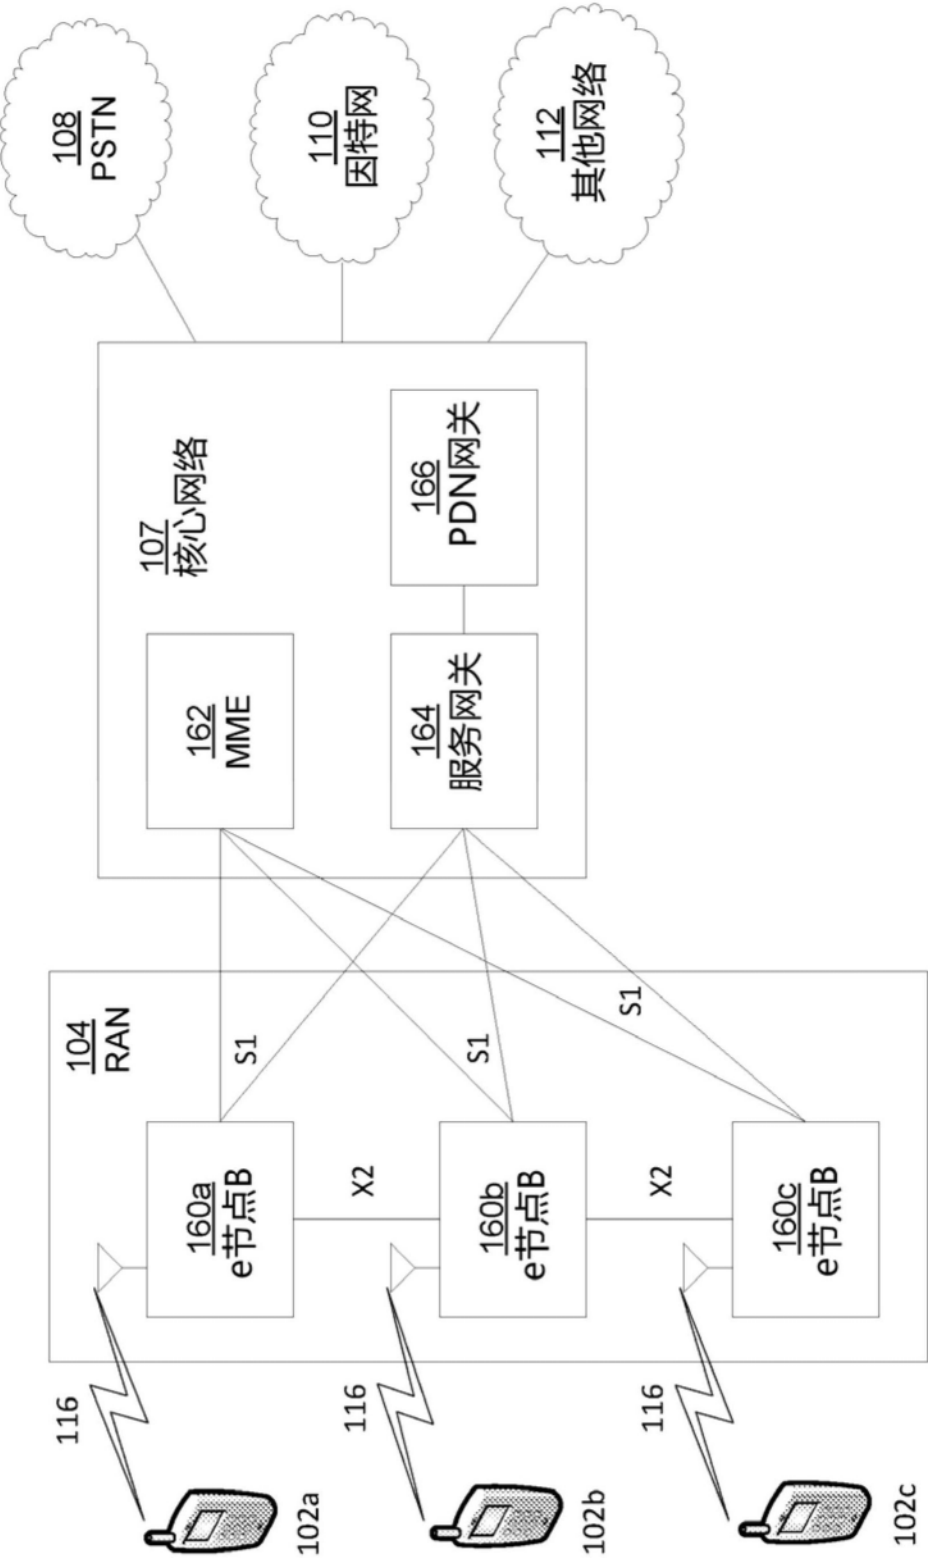 102a
116
160a
e节点B
104
RAN
S1
X2
102b
116
160b
e节点B
S1
X2
102c
116
160c
e节点B
S1
162
MME
107
核心网络
164
服务网关
166
PDN网关
108
PSTN
110
因特网
112
其他网络